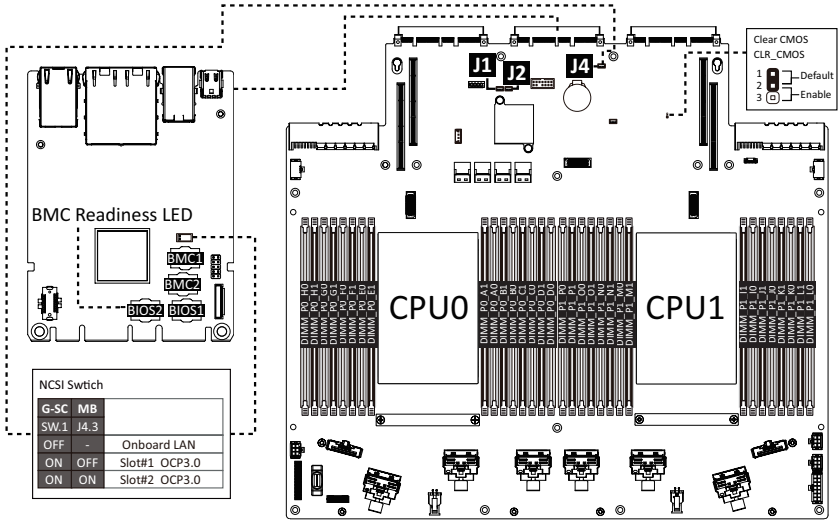 J1
J2
J4
Clear CMOS
CLR_CMOS
1
2
3
Default
Enable
BMC Readiness LED
BMC1
BMC2
BIOS2
BIOS1
DIMM_P0_H0
DIMM_P0_H1
DIMM_P0_G0
DIMM_P0_G1
DIMM_P0_F0
DIMM_P0_F1
DIMM_P0_E0
DIMM_P0_E1
CPU0
DIMM_P0_A1
DIMM_P0_A0
DIMM_P0_B1
DIMM_P0_B0
DIMM_P0_C1
DIMM_P0_C0
DIMM_P0_D1
DIMM_P0_D0
DIMM_P1_P0
DIMM_P1_P1
DIMM_P1_O0
DIMM_P1_O1
DIMM_P1_N0
DIMM_P1_N1
DIMM_P1_M0
DIMM_P1_M1
CPU1
DIMM_P1_I1
DIMM_P1_I0
DIMM_P1_J1
DIMM_P1_J0
DIMM_P1_K1
DIMM_P1_K0
DIMM_P1_L1
DIMM_P1_L0
NCSI Swtich
G-SC MB
SW.1 J4.3
OFF - Onboard LAN
ON OFF Slot#1 OCP3.0
ON ON Slot#2 OCP3.0